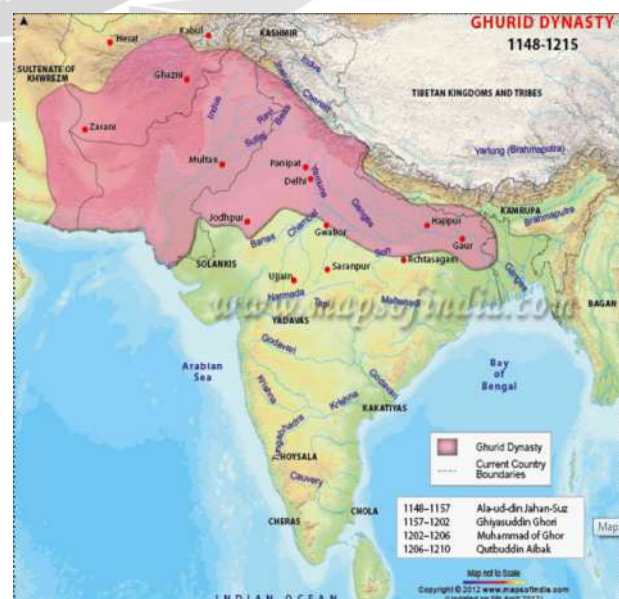 GHURID DYNASTY
1148-1215
Herat
Kabul
KASHMIR
SULTENATE OF
KHWREZM
Ghazni
Indus
Chenab
TIBETAN KINGDOMS AND TRIBES
Zarani
Indus
Ravi
Beas
Sutlej
Yarlung (Brahmaputra)
Multan
Panipat
Delhi
Yamuna
Ganges
KAMRUPA
Brahmaputra
Jodhpur
Chambal
Gwalior
Hajipur
Gaur
Banas
Son
SOLANKIS
Rchtasagain
Ganges
Ujjain
Saranpur
Narmada
Tapi
Mahanadi
www.mapsofindia.com
BAGAN
YADAVAS
Godavari
Arabian
Sea
Bay
of
Bengal
Krishna
Godavari
Krishna
KAKATIYAS
Tungabhadra
HOYSALA
Ghurid Dynasty
Current Country
Boundaries
Cauvery
CHERAS
CHOLA
1148-1157 Ala-ud-din Jahan-Suz
1157-1202 Ghiyasuddin Ghori
1202-1206 Muhammad of Ghor
1206-1210 Qutbuddin Aibak
Map
Map not to Scale
Copyright © 2012 www.mapsofindia.com
INDIAN OCEAN